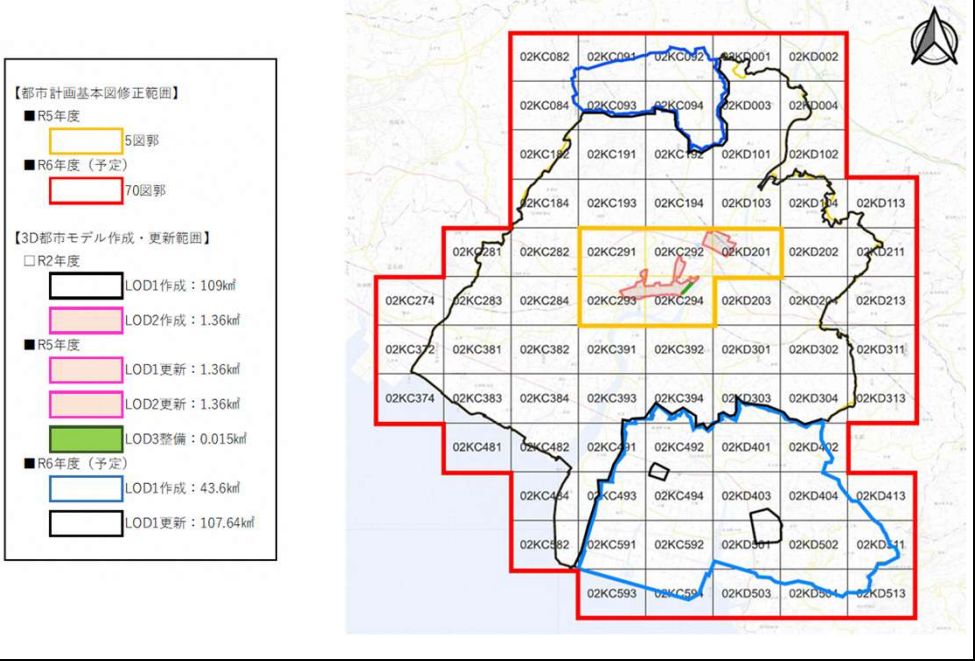 【都市計画基本図修正範囲】
■R5年度
5図郭
■R6年度（予定）
70図郭
【3D都市モデル作成・更新範囲】
□R2年度
LOD1作成：109㎢
LOD2作成：1.36㎢
■R5年度
LOD1更新：1.36㎢
LOD2更新：1.36㎢
LOD3整備：0.015㎢
■R6年度（予定）
LOD1作成：43.6㎢
LOD1更新：107.64㎢
02KC082 02KC091 02KC092 02KD001 02KD002
02KC084 02KC093 02KC094 02KD003 02KD004
02KC182 02KC191 02KC192 02KD101 02KD102
02KC184 02KC193 02KC194 02KD103 02KD104 02KD113
02KC281 02KC282 02KC291 02KC292 02KD201 02KD202 02KD211
02KC274 02KC283 02KC284 02KC293 02KC294 02KD203 02KD204 02KD213
02KC372 02KC381 02KC382 02KC391 02KC392 02KD301 02KD302 02KD311
02KC374 02KC383 02KC384 02KC393 02KC394 02KD303 02KD304 02KD313
02KC481 02KC482 02KC491 02KC492 02KD401 02KD402
02KC484 02KC493 02KC494 02KD403 02KD404 02KD413
02KC582 02KC591 02KC592 02KD501 02KD502 02KD511
02KC593 02KC594 02KD503 02KD504 02KD513